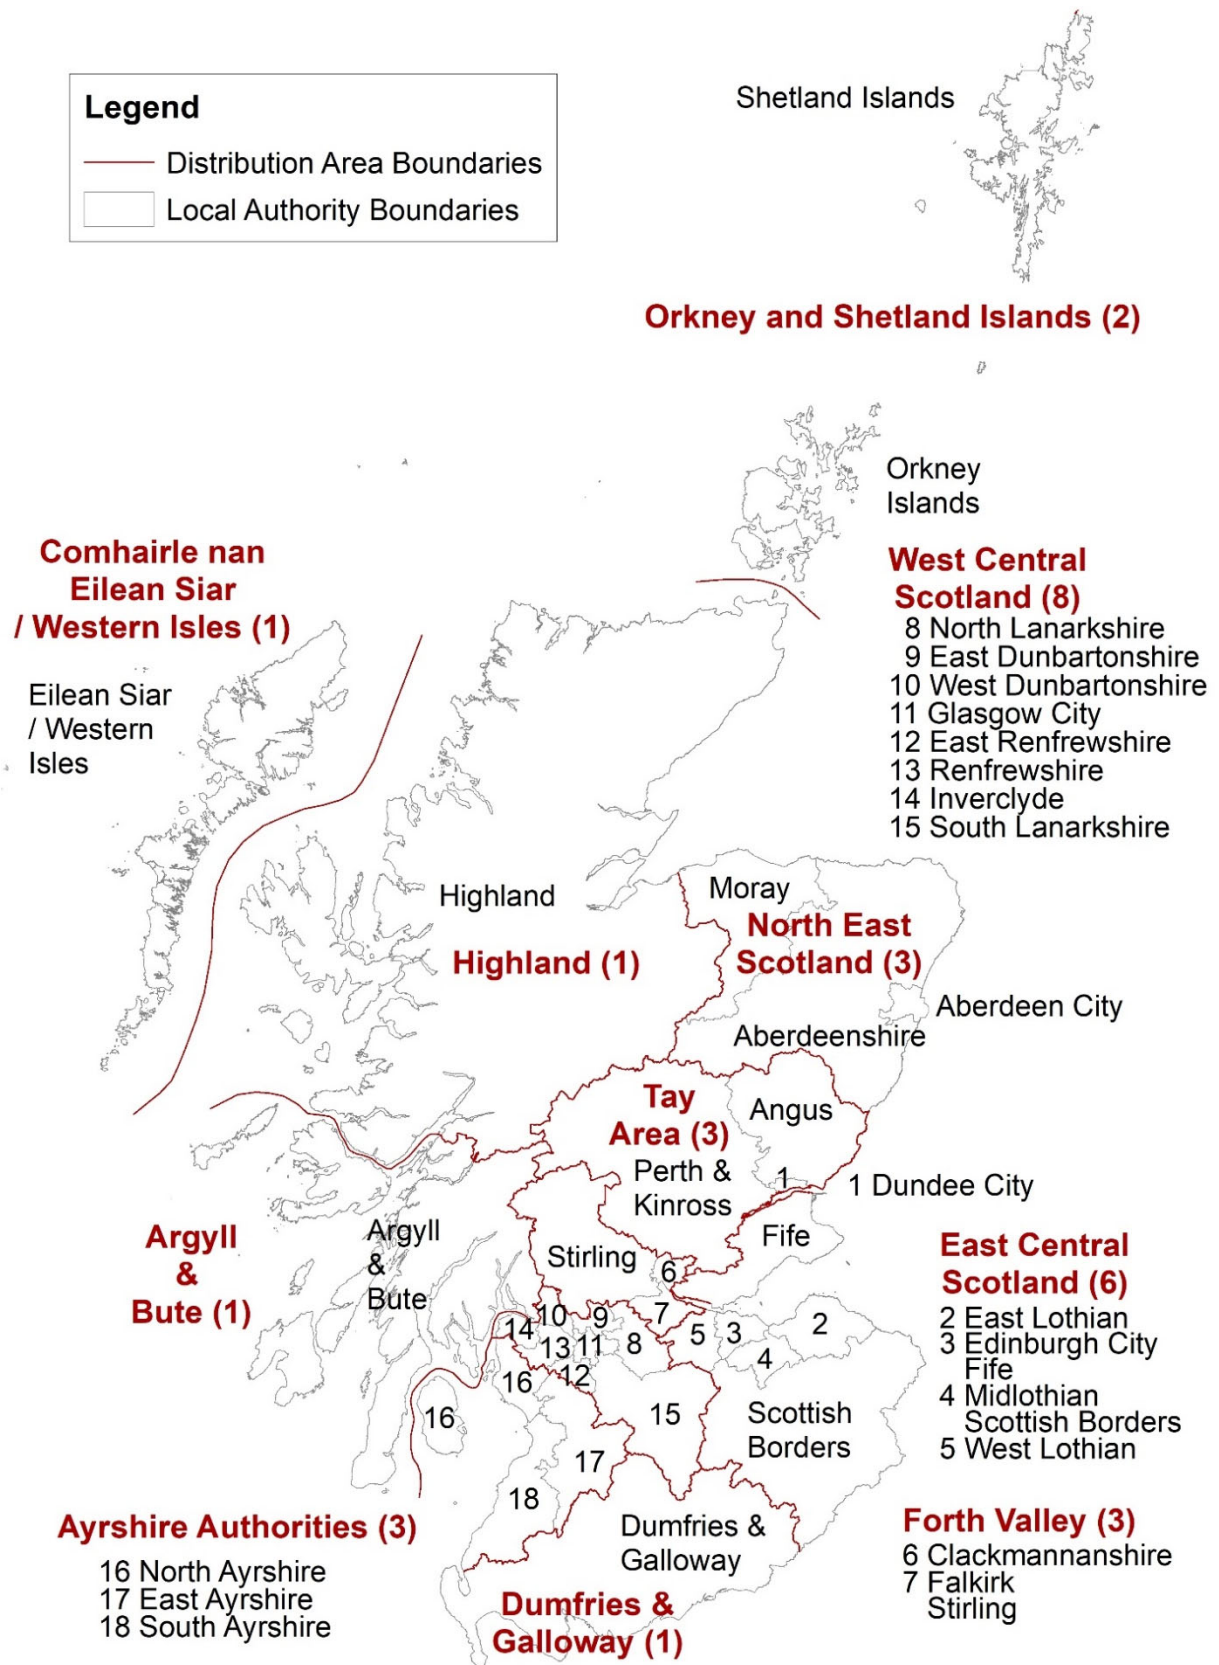 Legend
Distribution Area Boundaries
Local Authority Boundaries
Shetland Islands
Orkney and Shetland Islands (2)
Orkney
Islands
Comhairle nan
Eilean Siar
/ Western Isles (1)
Eilean Siar
/ Western
Isles
West Central
Scotland (8)
8 North Lanarkshire
9 East Dunbartonshire
10 West Dunbartonshire
11 Glasgow City
12 East Renfrewshire
13 Renfrewshire
14 Inverclyde
15 South Lanarkshire
Highland
Highland (1)
Moray
North East
Scotland (3)
Aberdeen City
Aberdeenshire
Tay
Area (3)
Angus
Perth &
Kinross
1
1 Dundee City
Argyll
&
Bute (1)
Argyll
&
Bute
Stirling
Fife
6
7
10
9
14
13
11
8
12
5
3
2
4
16
16
15
17
18
Scottish
Borders
East Central
Scotland (6)
2 East Lothian
3 Edinburgh City
Fife
4 Midlothian
Scottish Borders
5 West Lothian
Ayrshire Authorities (3)
16 North Ayrshire
17 East Ayrshire
18 South Ayrshire
Dumfries &
Galloway
Dumfries &
Galloway (1)
Forth Valley (3)
6 Clackmannanshire
7 Falkirk
Stirling